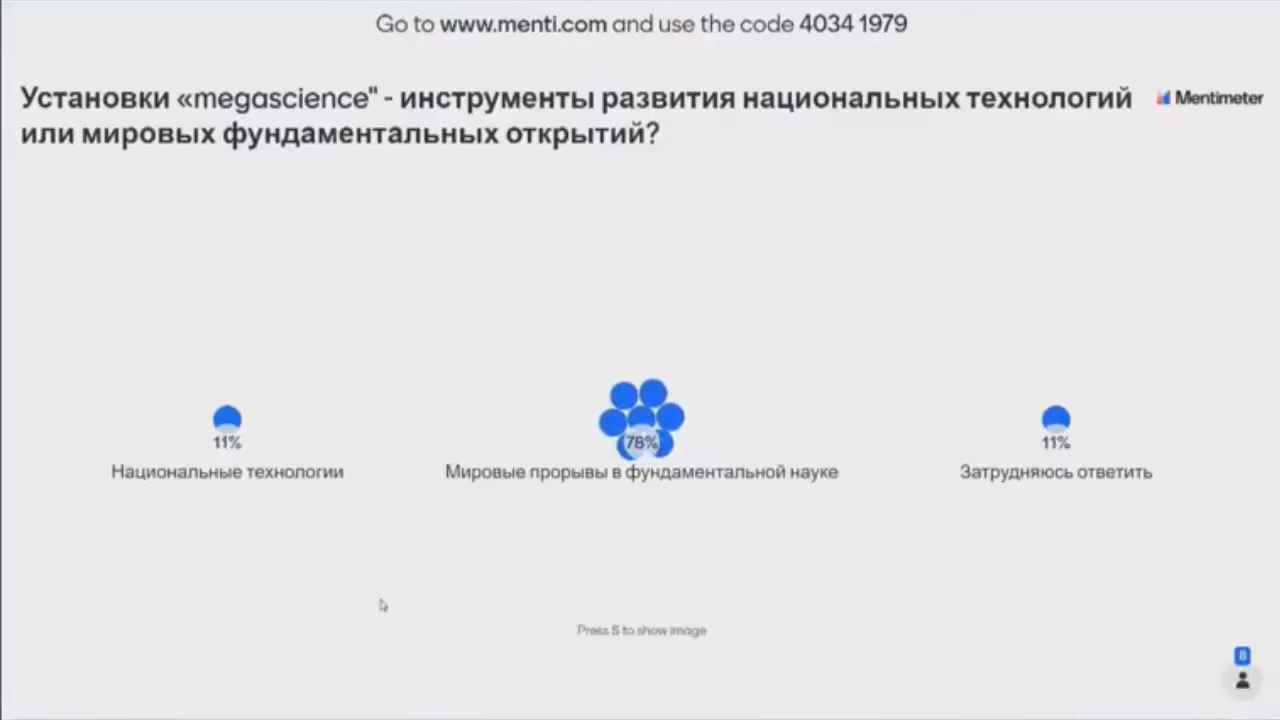 Go to www.menti.com and use the code 4034 1979
Установки «megascience" - инструменты развития национальных технологий
или мировых фундаментальных открытий?
Mentimeter
11%
78%
11%
Национальные технологии
Мировые прорывы в фундаментальной науке
Затрудняюсь ответить
Press S to show image
8